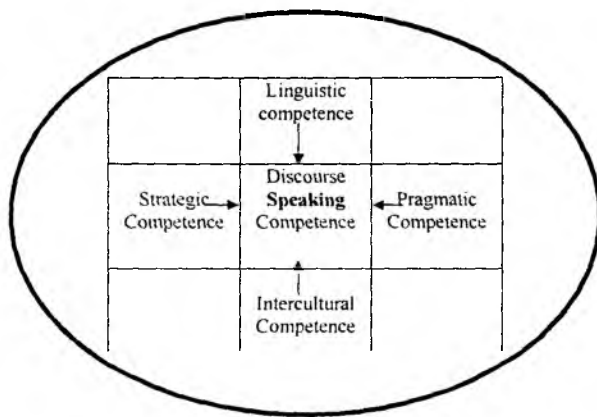 Linguistic
competence
Discourse
Strategic Speaking Pragmatic
Competence Competence Competence
Intercultural
Competence